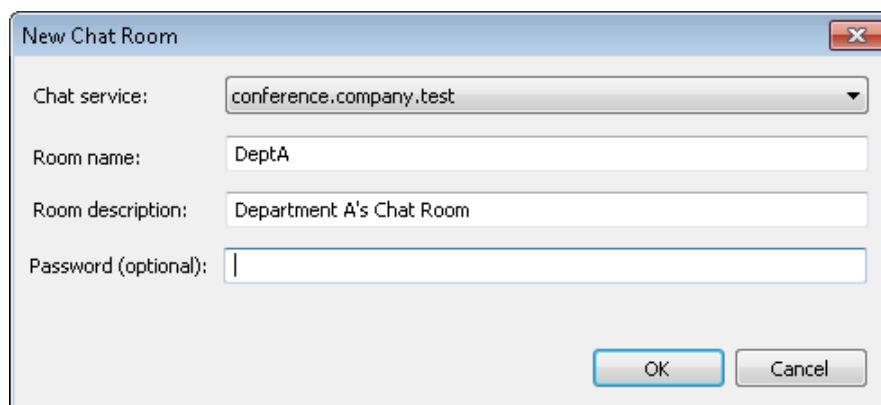 New Chat Room
Chat service: conference.company.test
Room name: DeptA
Room description: Department A's Chat Room
Password (optional):
OK Cancel